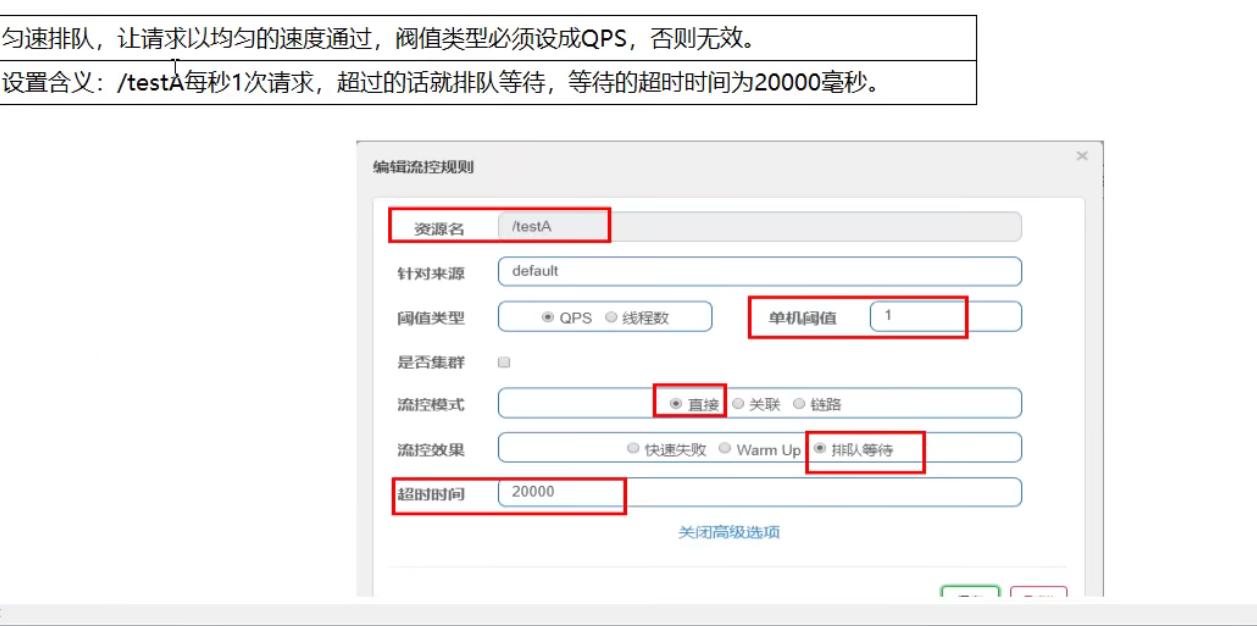 匀速排队，让请求以均匀的速度通过，阀值类型必须设成QPS，否则无效。
设置含义：/testA每秒1次请求，超过的话就排队等待，等待的超时时间为20000毫秒。
编辑流控规则 ×
资源名 /testA
针对来源 default
阈值类型 QPS 线程数 单机阈值 1
是否集群
流控模式 直接 关联 链路
流控效果 快速失败 Warm Up 排队等待
超时时间 20000
关闭高级选项